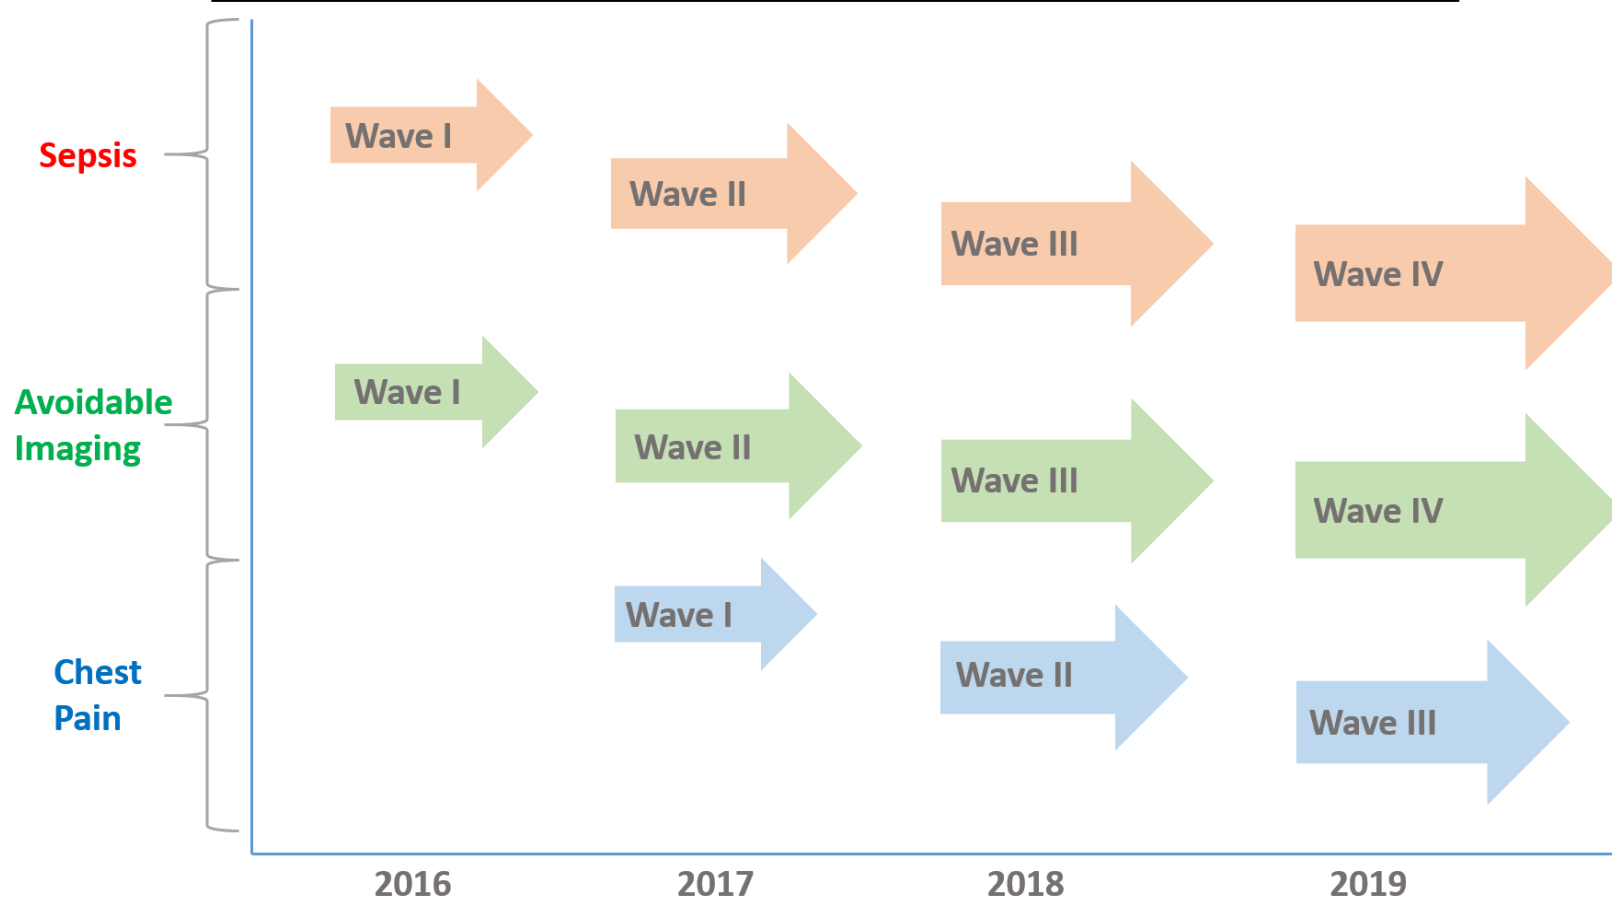 Sepsis
Wave I
Wave II
Wave III
Wave IV
Avoidable
Imaging
Wave I
Wave II
Wave III
Wave IV
Chest
Pain
Wave I
Wave II
Wave III
2016
2017
2018
2019